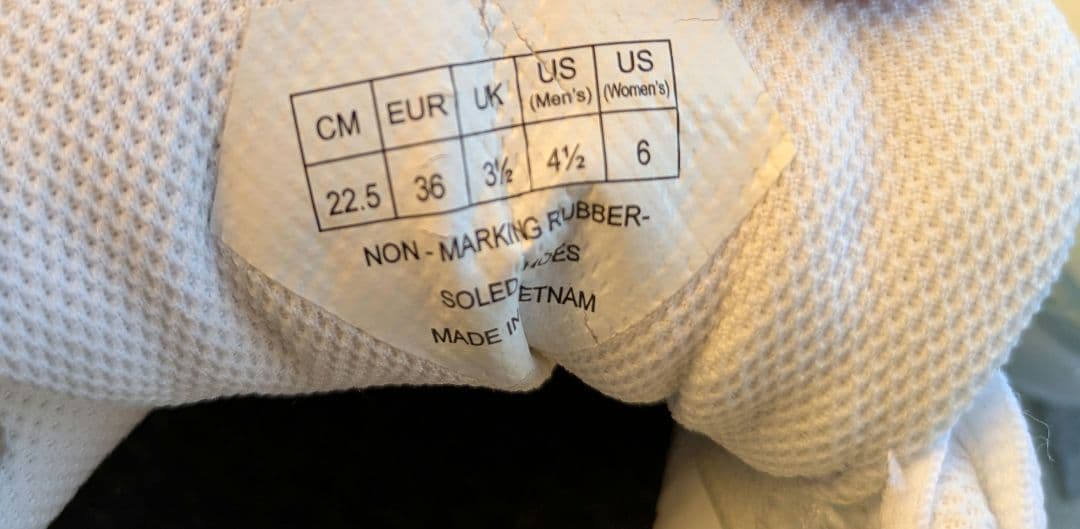 CM EUR UK US (Men's) US (Women's)
22.5 36 3½ 4½ 6
NON - MARKING RUBBER-
SOLED
MADE IN